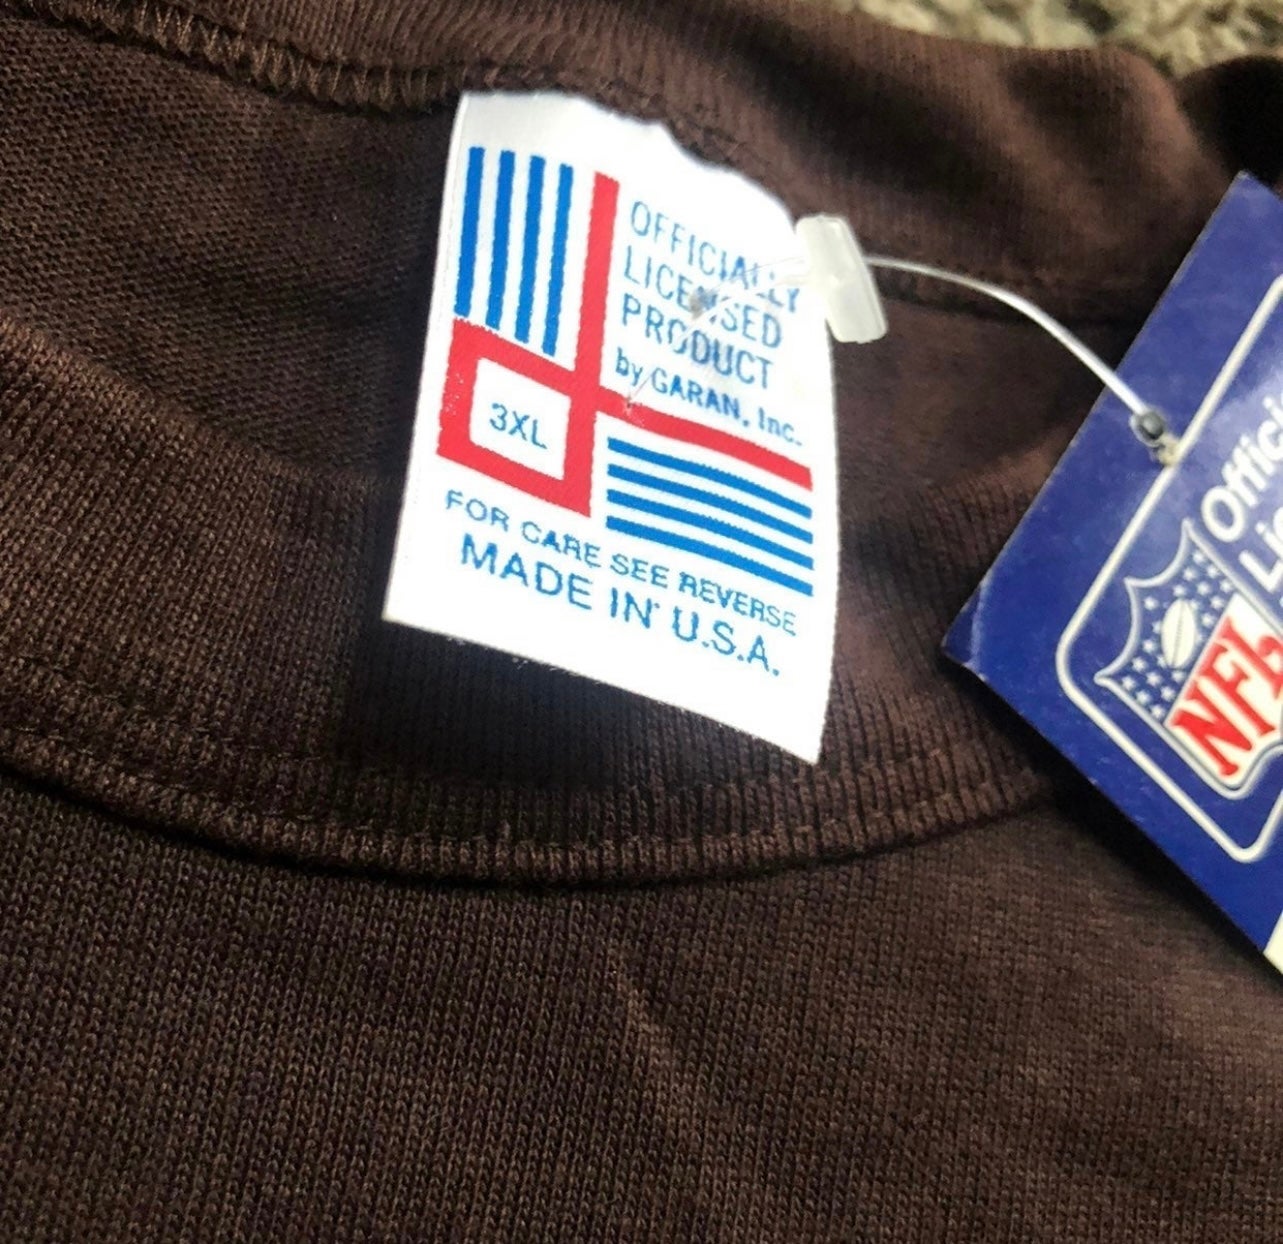 OFFICIALLY
LICENSED
PRODUCT
by GARAN, Inc.
3XL
FOR CARE SEE REVERSE
MADE IN U.S.A.
NFL